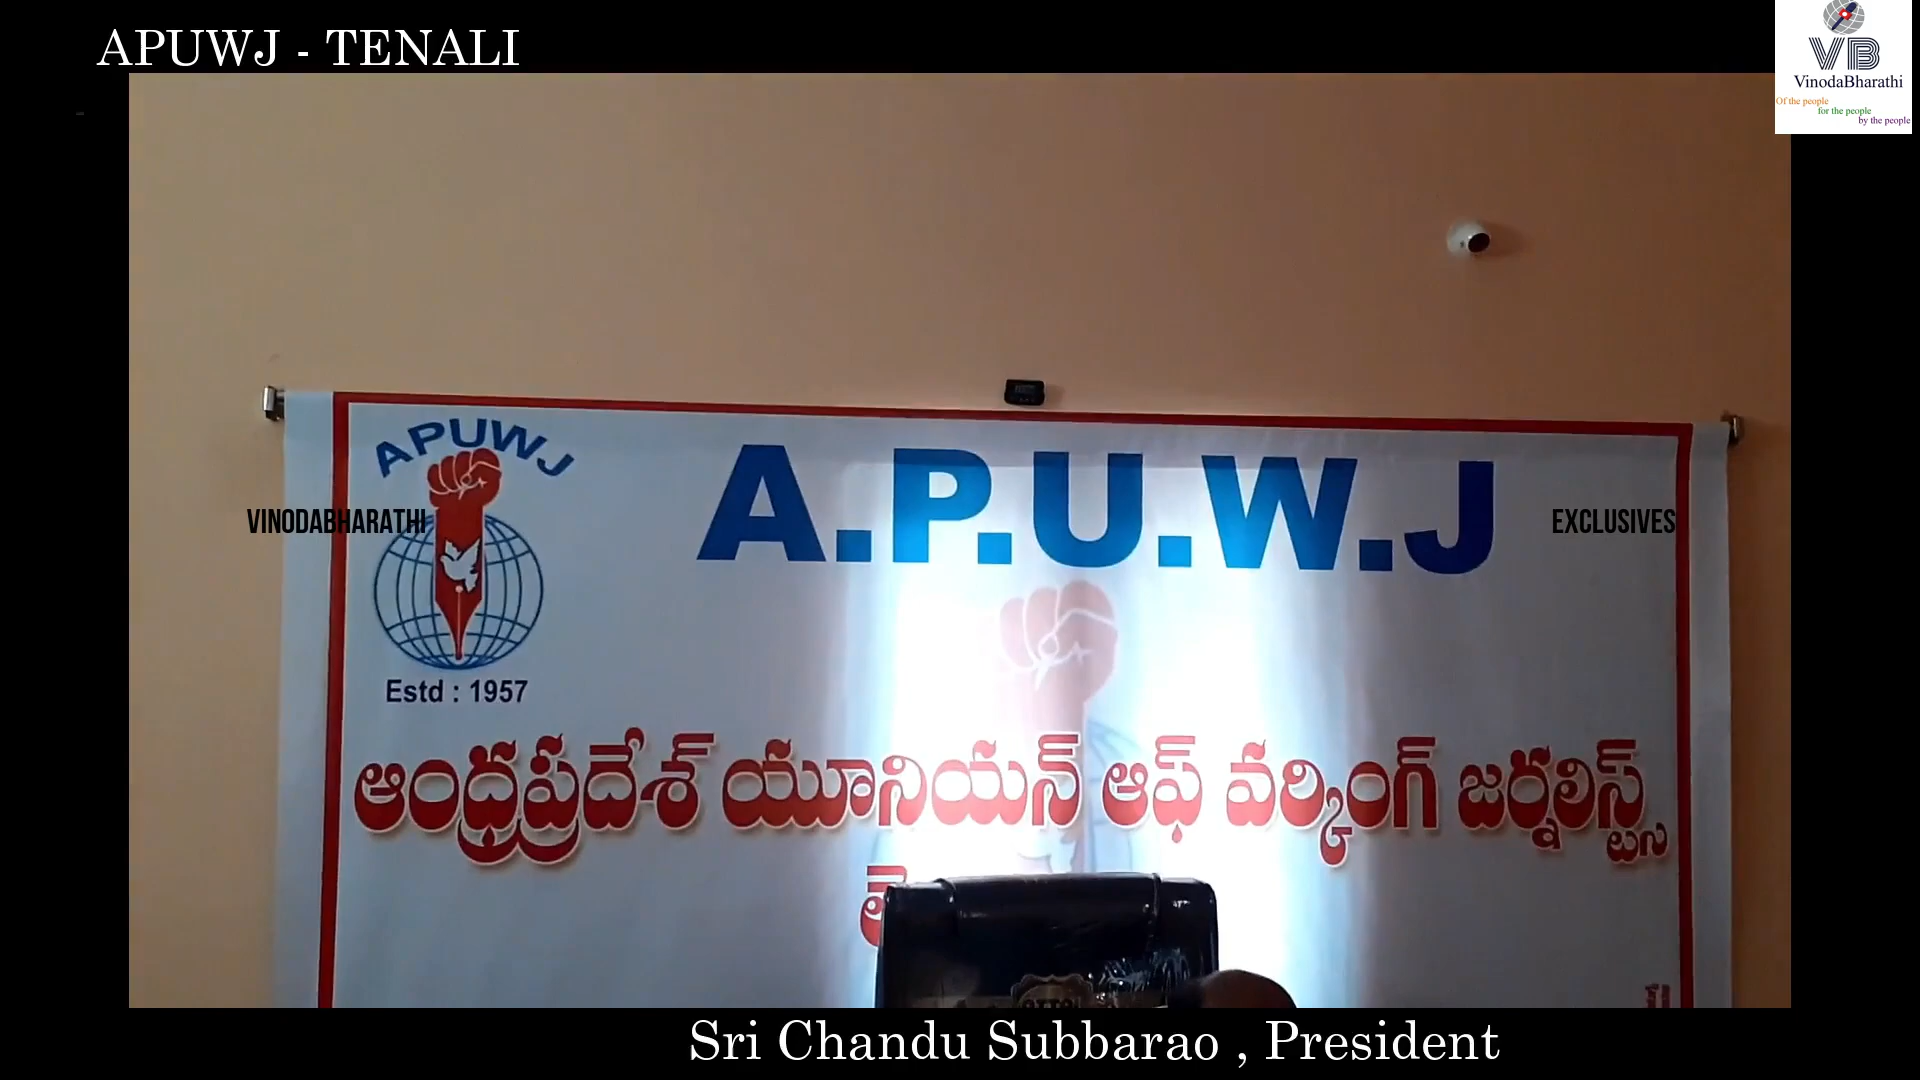 APUWJ - TENALI
VB
VinodaBharathi
Of the people
for the people
by the people
APUWJ
A.P.U.W.J
VINODABHARATHI
EXCLUSIVES
Estd : 1957
ఆంధ్రప్రదేశ్ యూనియన్ ఆఫ్ వర్కింగ్ జర్నలిస్ట్స్
Sri Chandu Subbarao , President